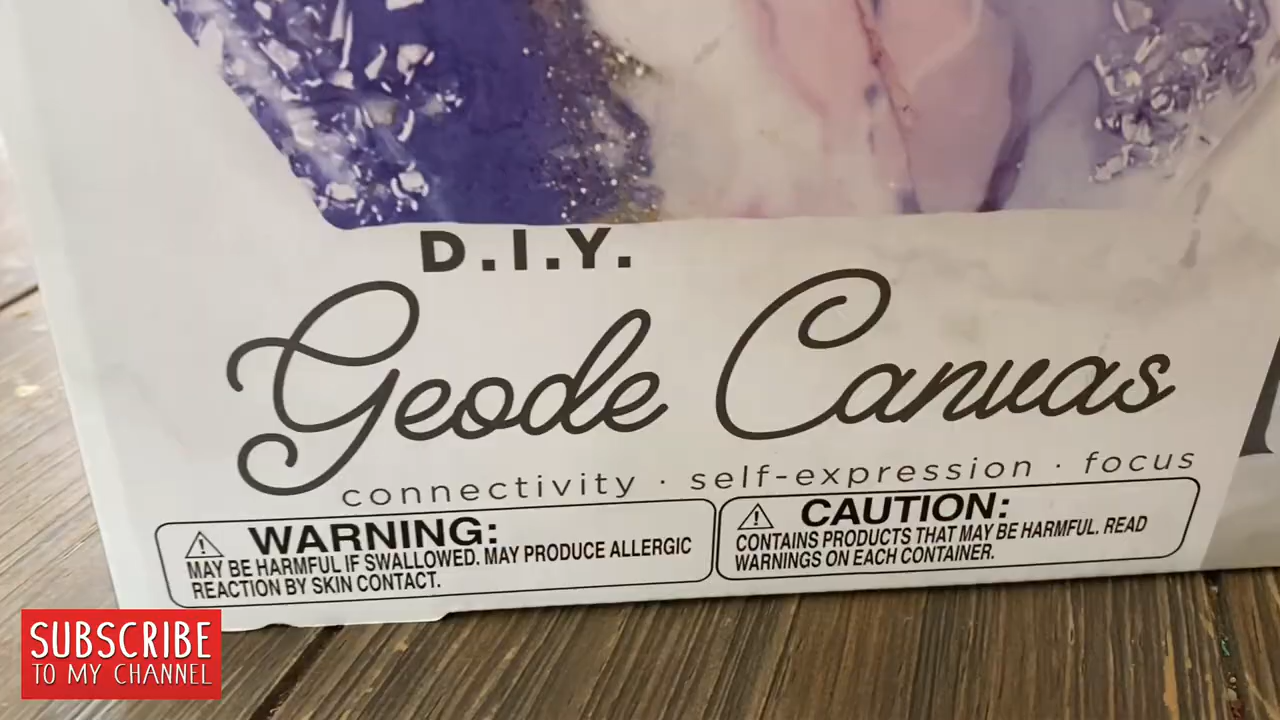 D.I.Y.
Geode Canvas
connectivity · self-expression · focus
WARNING:
MAY BE HARMFUL IF SWALLOWED. MAY PRODUCE ALLERGIC
REACTION BY SKIN CONTACT.
CAUTION:
CONTAINS PRODUCTS THAT MAY BE HARMFUL. READ
WARNINGS ON EACH CONTAINER.
SUBSCRIBE
TO MY CHANNEL